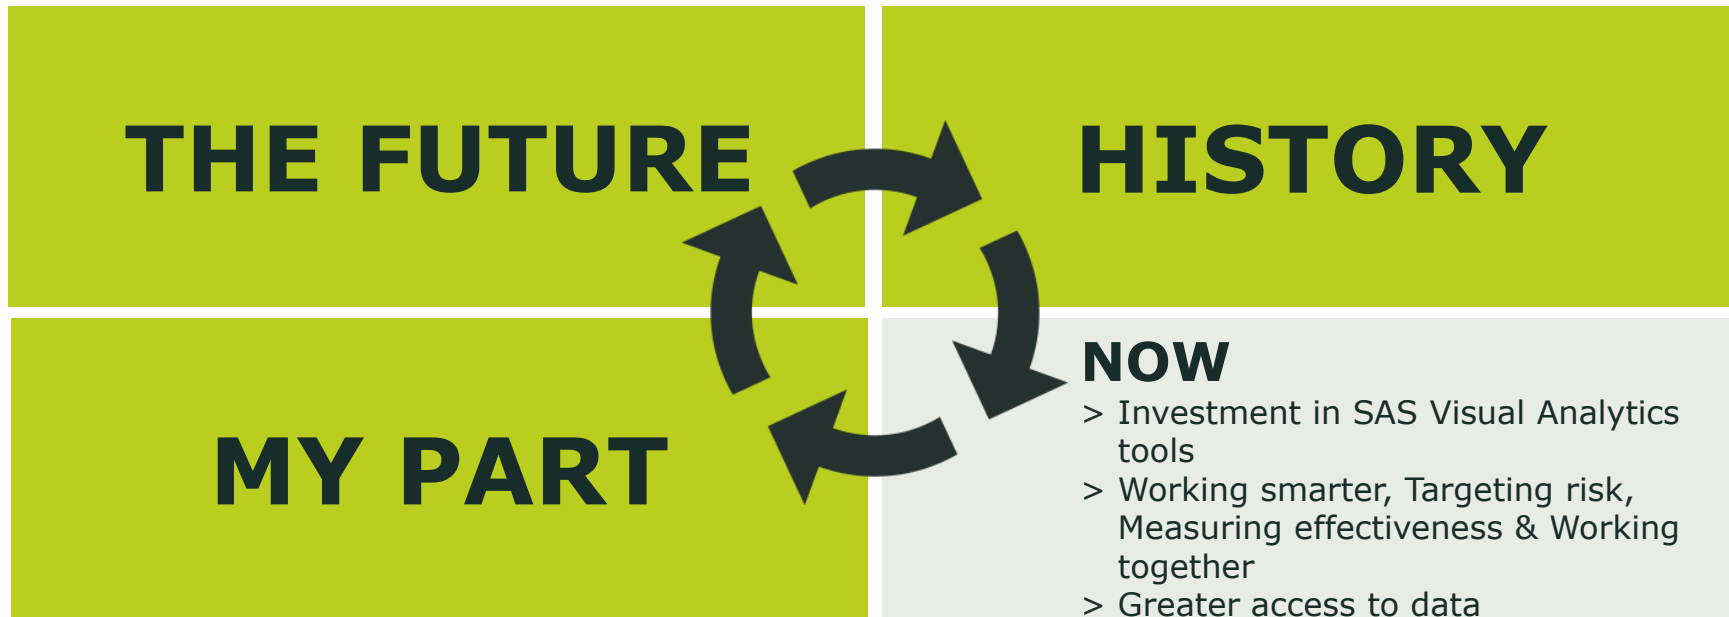 THE FUTURE
HISTORY
MY PART
NOW
> Investment in SAS Visual Analytics
tools
> Working smarter, Targeting risk,
Measuring effectiveness & Working
together
> Greater access to data